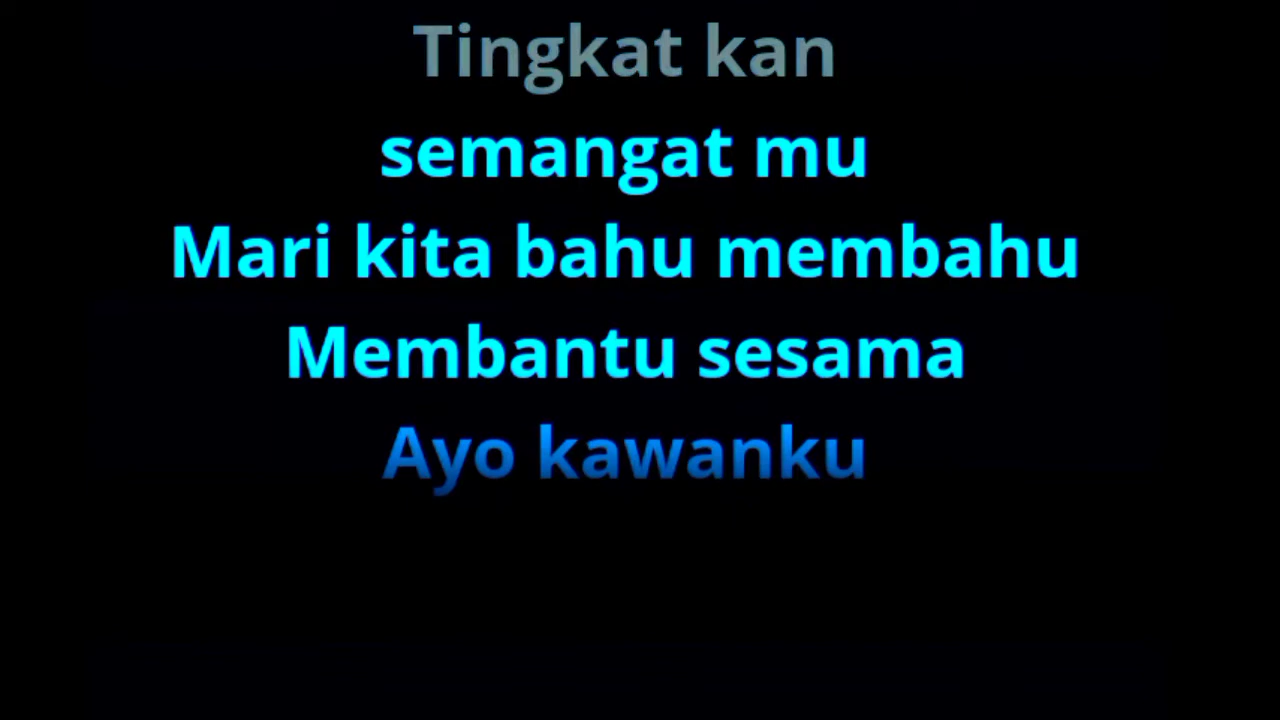 Tingkat kan
semangat mu
Mari kita bahu membahu
Membantu sesama
Ayo kawanku